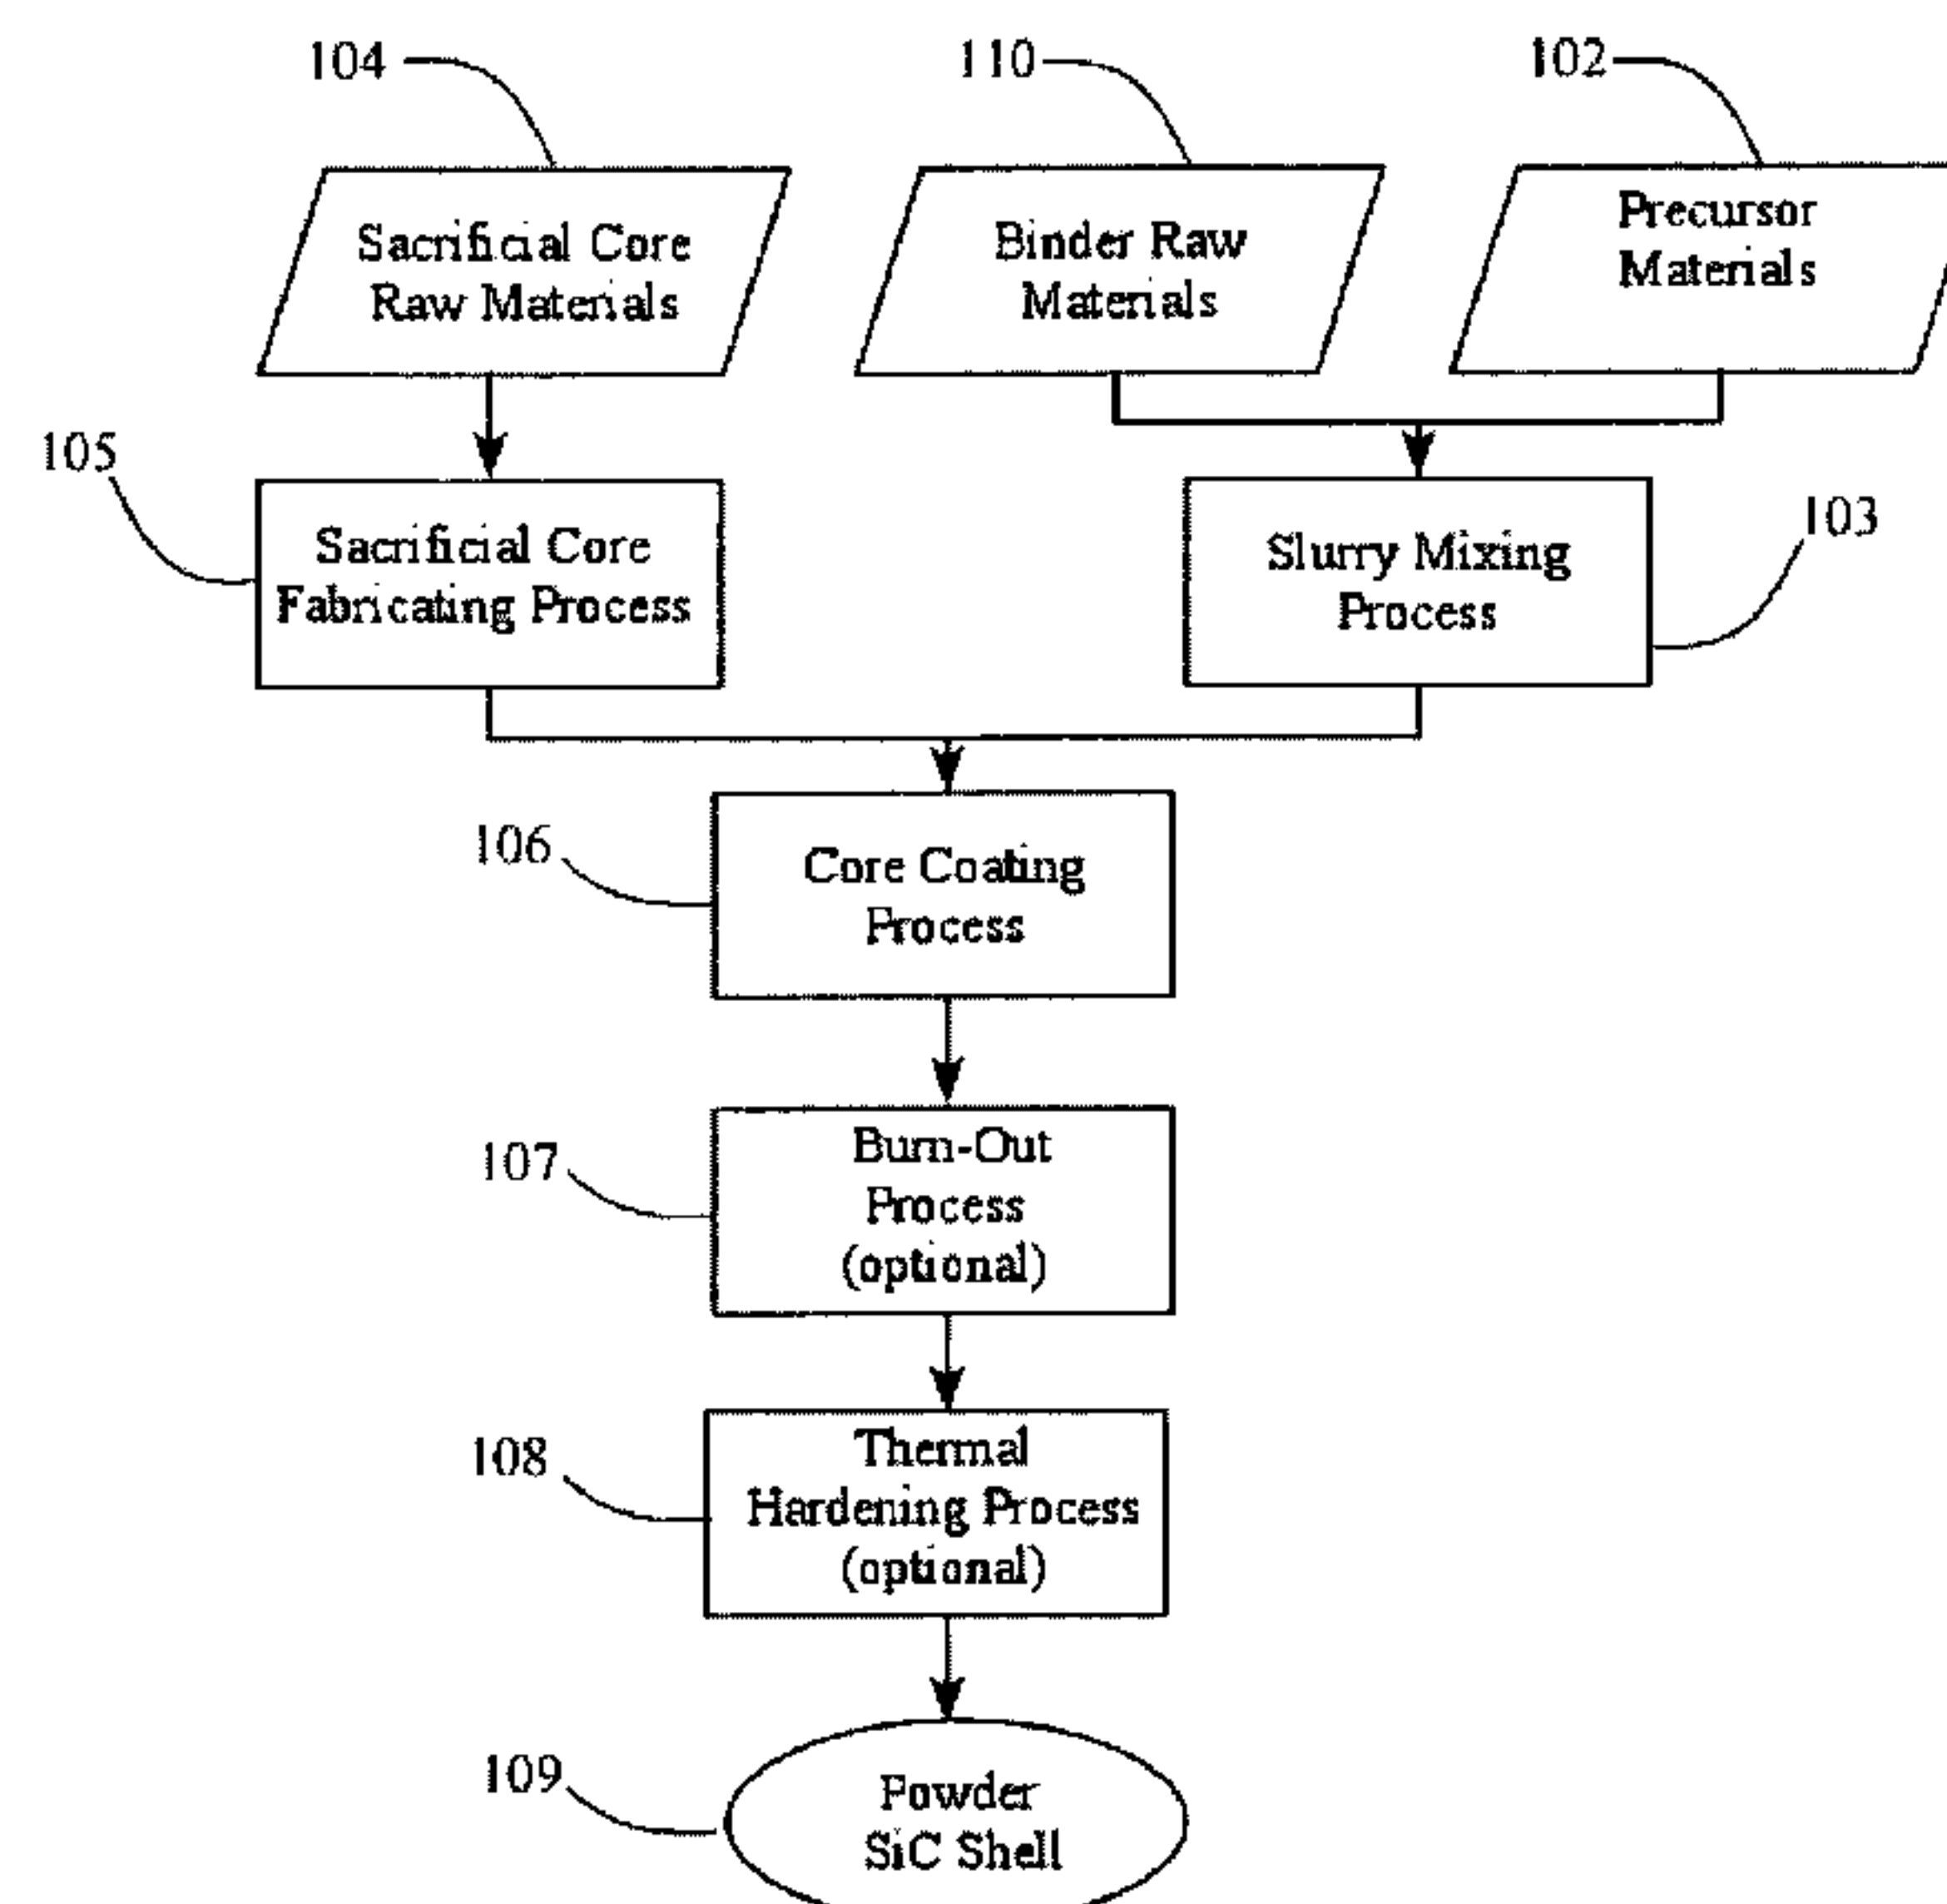 104
110
102
Sacrificial Core
Raw Materials
Binder Raw
Materials
Precursor
Materials
105
Sacrificial Core
Fabricating Process
Slurry Mixing
Process
103
106
Core Coating
Process
107
Burn-Out
Process
(optional)
108
Thermal
Hardening Process
(optional)
109
Powder
SiC Shell